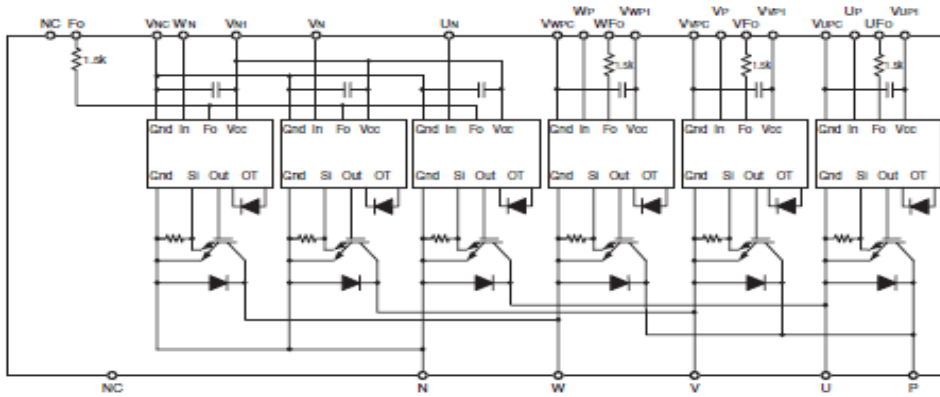 WP VWP1 VP VVP1 UP VUP1
NC FO VNC WN VN1 VN UN VWPC WFO VVPC VFO VUPC UFO
1.5k 1.5k 1.5k 1.5k
Gnd In Fo Vcc Gnd In Fo Vcc Gnd In Fo Vcc Gnd In Fo Vcc Gnd In Fo Vcc Gnd In Fo Vcc
Gnd Si Out OT Gnd Si Out OT Gnd Si Out OT Gnd Si Out OT Gnd Si Out OT Gnd Si Out OT
NC N W V U P